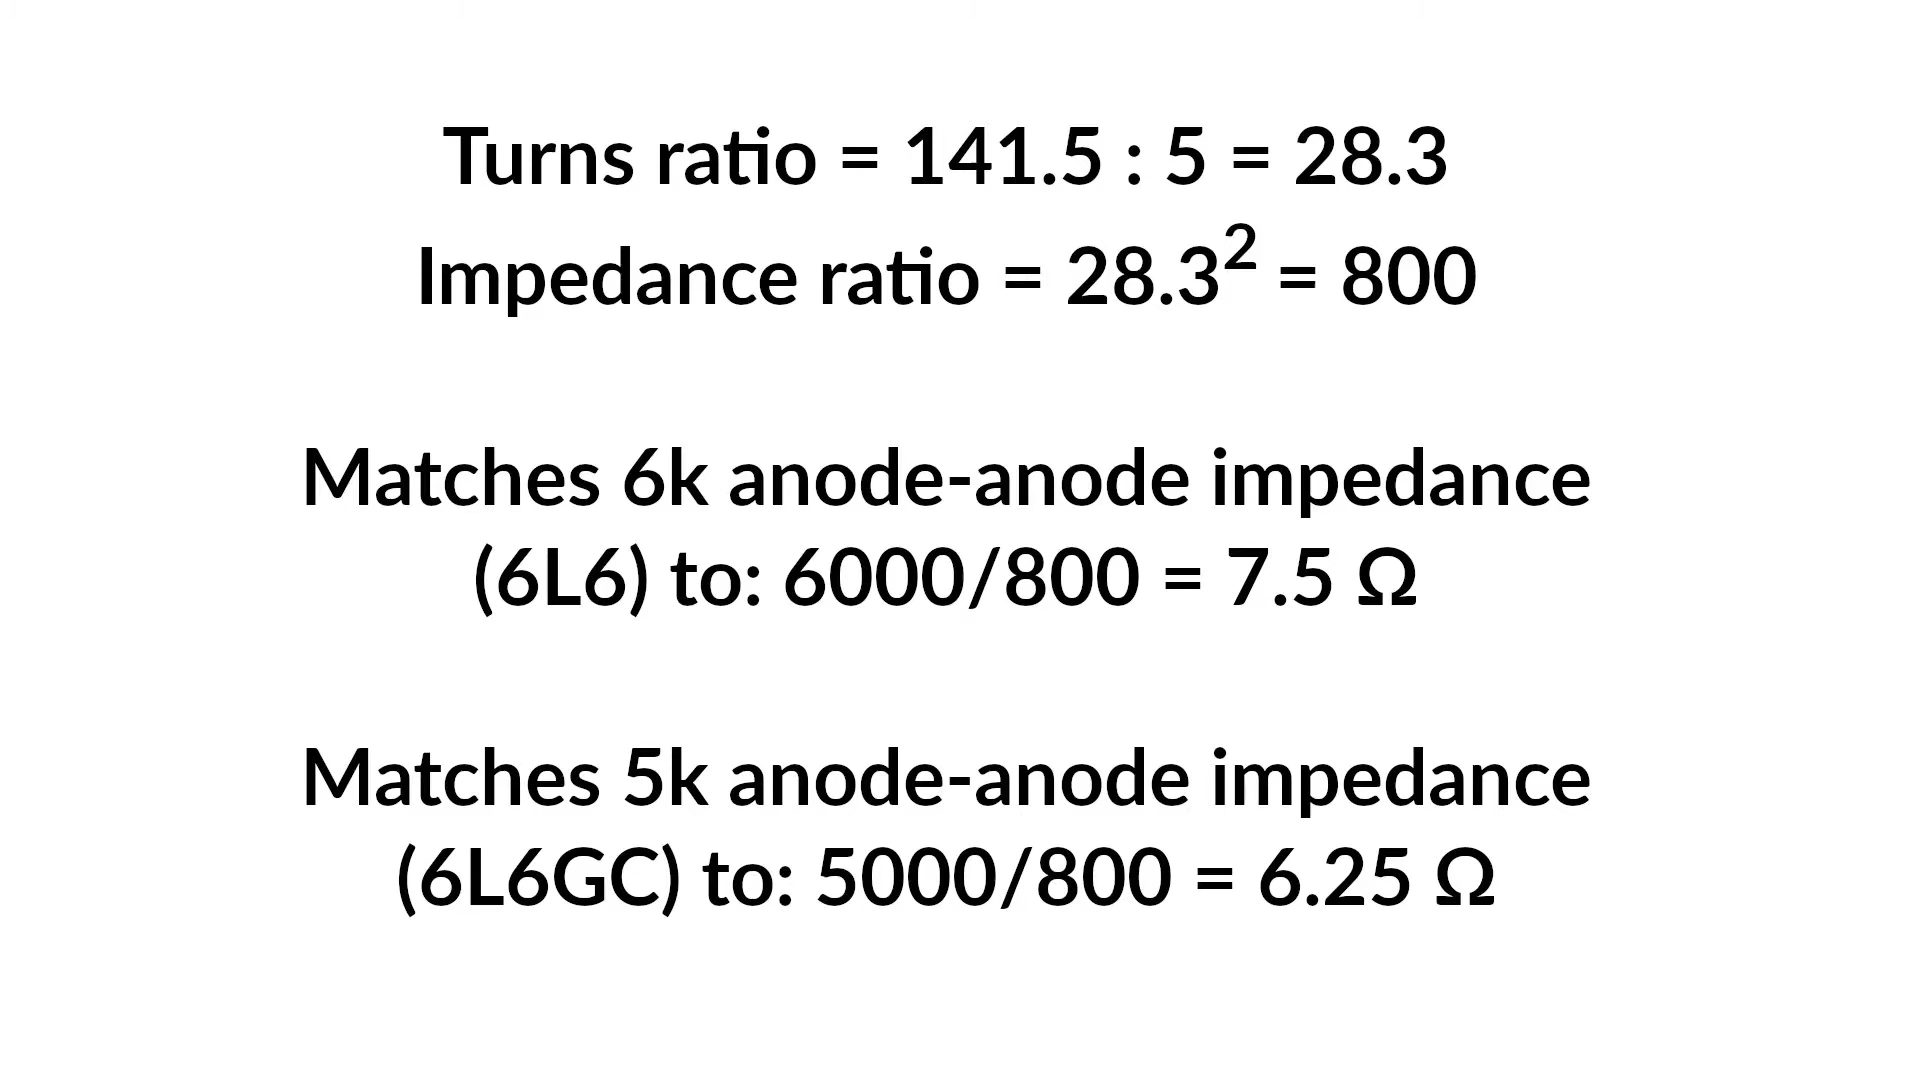 Turns ratio = 141.5 : 5 = 28.3
Impedance ratio = 28.3² = 800
Matches 6k anode-anode impedance
(6L6) to: 6000/800 = 7.5 Ω
Matches 5k anode-anode impedance
(6L6GC) to: 5000/800 = 6.25 Ω